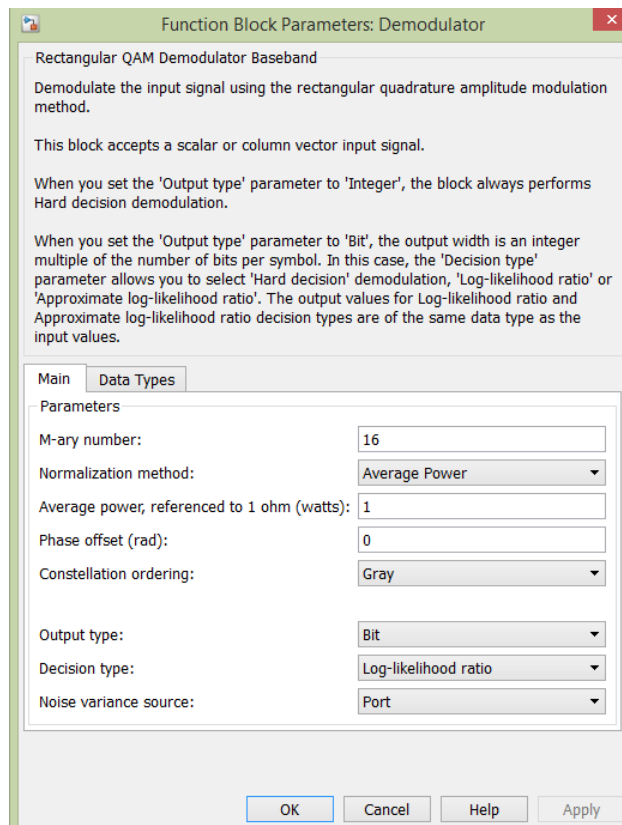 Function Block Parameters: Demodulator
Rectangular QAM Demodulator Baseband
Demodulate the input signal using the rectangular quadrature amplitude modulation
method.
This block accepts a scalar or column vector input signal.
When you set the 'Output type' parameter to 'Integer', the block always performs
Hard decision demodulation.
When you set the 'Output type' parameter to 'Bit', the output width is an integer
multiple of the number of bits per symbol. In this case, the 'Decision type'
parameter allows you to select 'Hard decision' demodulation, 'Log-likelihood ratio' or
'Approximate log-likelihood ratio'. The output values for Log-likelihood ratio and
Approximate log-likelihood ratio decision types are of the same data type as the
input values.
Main Data Types
Parameters
M-ary number: 16
Normalization method: Average Power
Average power, referenced to 1 ohm (watts): 1
Phase offset (rad): 0
Constellation ordering: Gray
Output type: Bit
Decision type: Log-likelihood ratio
Noise variance source: Port
OK Cancel Help Apply